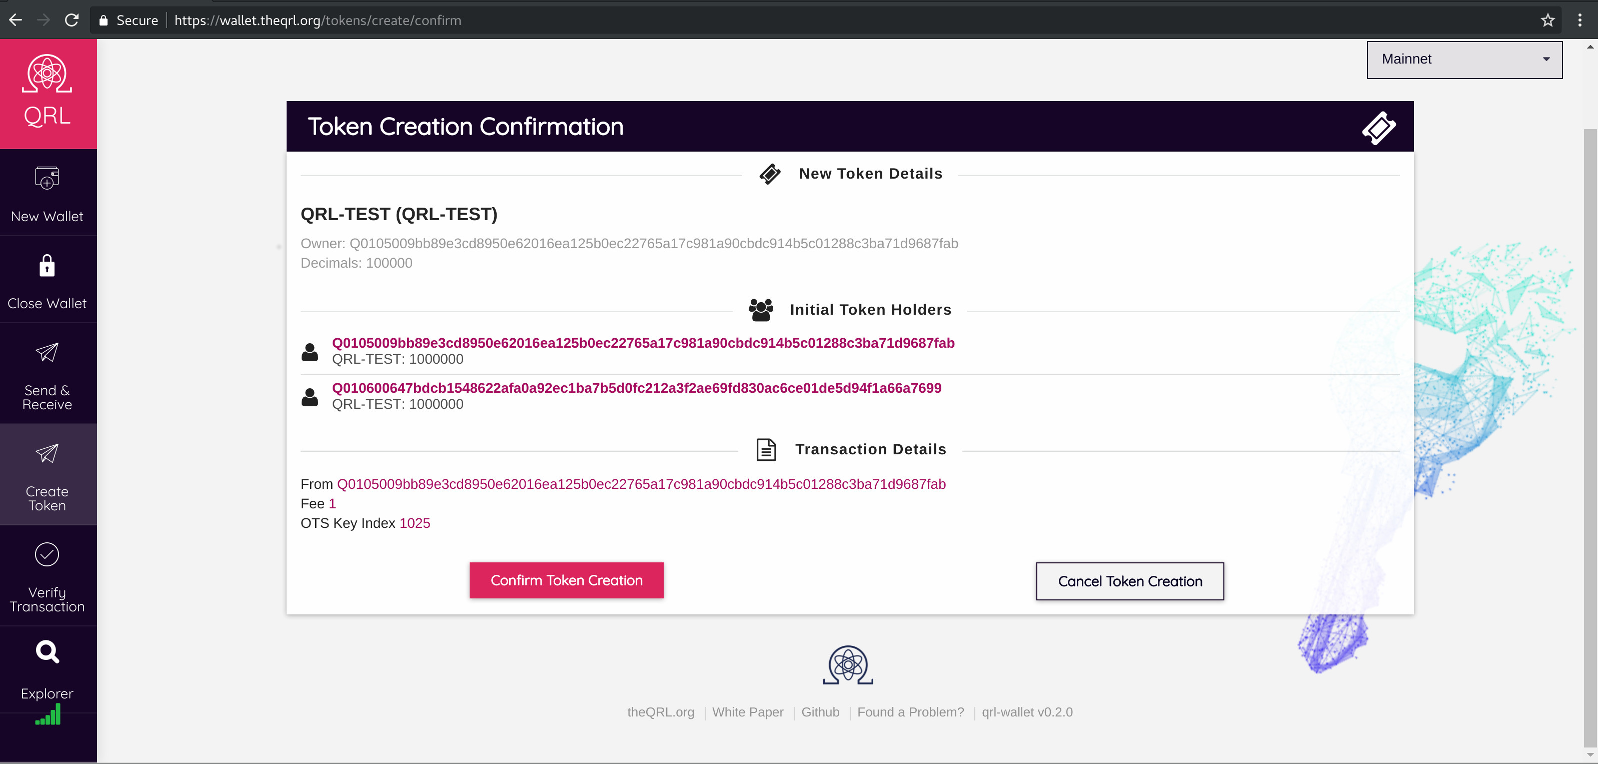 Secure https://wallet.theqrl.org/tokens/create/confirm
QRL
Mainnet
New Wallet
Close Wallet
Send &
Receive
Create
Token
Verify
Transaction
Explorer
Token Creation Confirmation
New Token Details
QRL-TEST (QRL-TEST)
Owner: Q0105009bb89e3cd8950e62016ea125b0ec22765a17c981a90cbdc914b5c01288c3ba71d9687fab
Decimals: 100000
Initial Token Holders
Q0105009bb89e3cd8950e62016ea125b0ec22765a17c981a90cbdc914b5c01288c3ba71d9687fab
QRL-TEST: 1000000
Q010600647bdcb1548622afa0a92ec1ba7b5d0fc212a3f2ae69fd830ac6ce01de5d94f1a66a7699
QRL-TEST: 1000000
Transaction Details
From Q0105009bb89e3cd8950e62016ea125b0ec22765a17c981a90cbdc914b5c01288c3ba71d9687fab
Fee 1
OTS Key Index 1025
Confirm Token Creation
Cancel Token Creation
theQRL.org | White Paper | Github | Found a Problem? | qrl-wallet v0.2.0